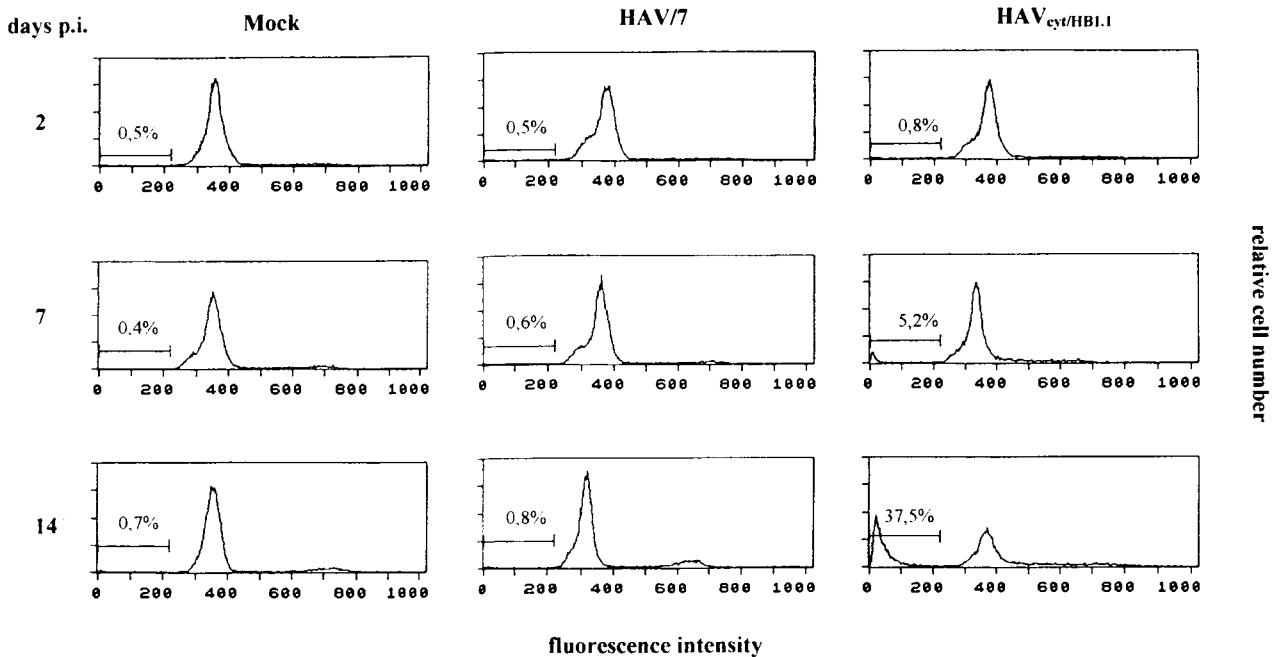 days p.i.
Mock
HAV/7
HAVcyt/HB1.1
2
0,5%
0 200 400 600 800 1000
0,5%
0 200 400 600 800 1000
0,8%
0 200 400 600 800 1000
7
0,4%
0 200 400 600 800 1000
0,6%
0 200 400 600 800 1000
5,2%
0 200 400 600 800 1000
14
0,7%
0 200 400 600 800 1000
0,8%
0 200 400 600 800 1000
37,5%
0 200 400 600 800 1000
relative cell number
fluorescence intensity